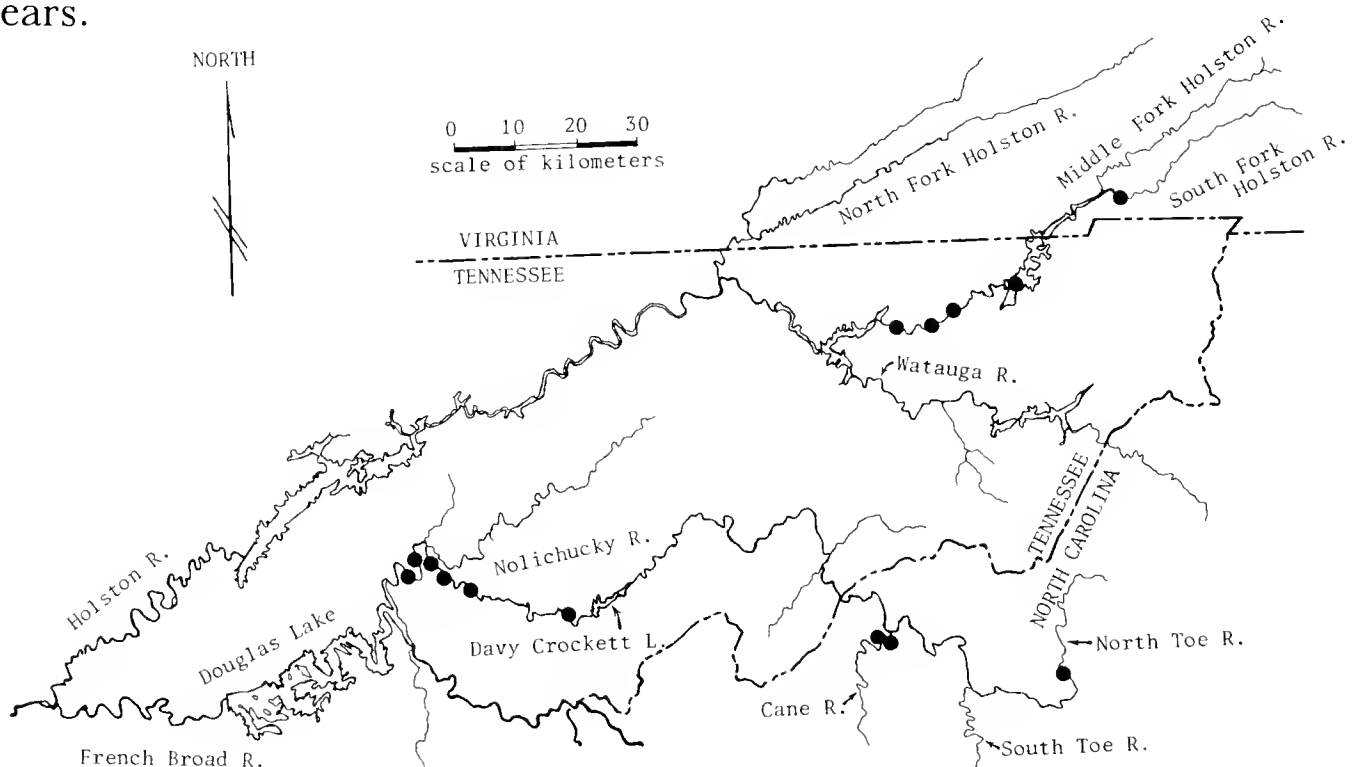 ears.
NORTH
0 10 20 30
scale of kilometers
North Fork Holston R.
Middle Fork Holston R.
South Fork
Holston R.
VIRGINIA
TENNESSEE
Watauga R.
TENNESSEE
NORTH CAROLINA
Holston R.
Nolichucky R.
Douglas Lake
Davy Crockett L.
North Toe R.
Cane R.
South Toe R.
French Broad R.